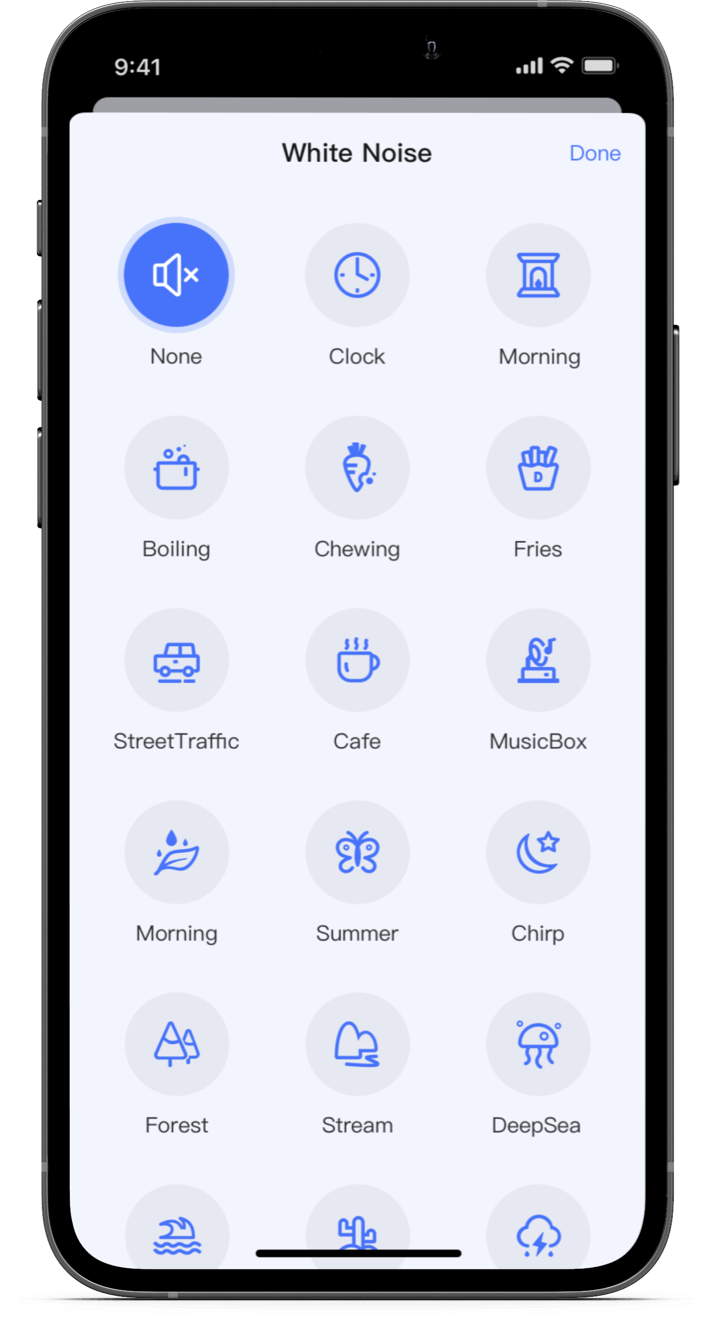 9:41
White Noise
Done
None
Clock
Morning
Boiling
Chewing
D
Fries
StreetTraffic
Cafe
MusicBox
Morning
Summer
Chirp
Forest
Stream
DeepSea